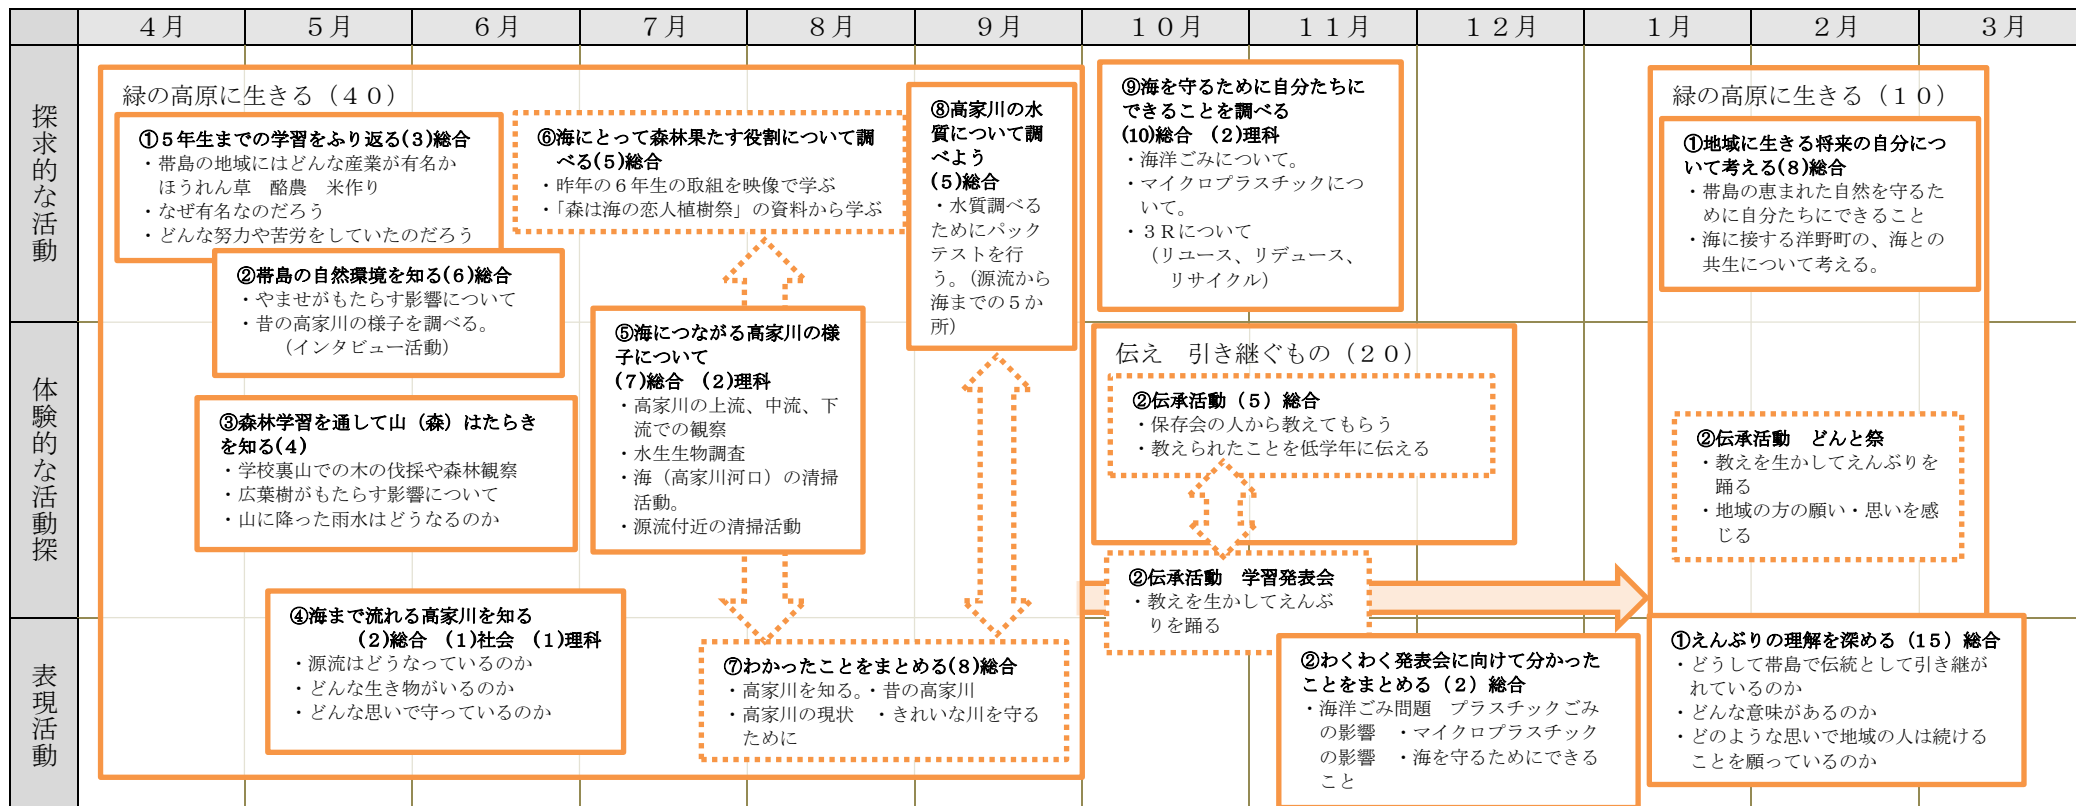 ４月
５月
６月
７月
８月
９月
１０月
１１月
１２月
１月
２月
３月
探求的な活動
体験的な活動探
表現活動
緑の高原に生きる（４０）
①５年生までの学習をふり返る(３)総合
・帯島の地域にはどんな産業が有名か
ほうれん草　酪農　米作り
・なぜ有名なのだろう
・どんな努力や苦労をしていたのだろう
②帯島の自然環境を知る(６)総合
・やませがもたらす影響について
・昔の高家川の様子を調べる。
（インタビュー活動）
③森林学習を通して山（森）はたらき
を知る(４)
・学校裏山での木の伐採や森林観察
・広葉樹がもたらす影響について
・山に降った雨水はどうなるのか
④海まで流れる高家川を知る
(２)総合　(１)社会　(１)理科
・源流はどうなっているのか
・どんな生き物がいるのか
・どんな思いで守っているのか
⑥海にとって森林果たす役割について調
べる(５)総合
・昨年の６年生の取組を映像で学ぶ
・「森は海の恋人植樹祭」の資料から学ぶ
⑤海につながる高家川の様
子について
(７)総合　(２)理科
・高家川の上流、中流、下
流での観察
・水生生物調査
・海（高家川河口）の清掃
活動。
・源流付近の清掃活動
⑦わかったことをまとめる(８)総合
・高家川を知る。・昔の高家川
・高家川の現状　・きれいな川を守る
ために
⑧高家川の水
質について調
べよう
(５)総合
・水質調べる
ためにパック
テストを行
う。（源流から
海までの５か
所）
⑨海を守るために自分たちに
できることを調べる
(10)総合　(２)理科
・海洋ごみについて。
・マイクロプラスチックにつ
いて。
・３Ｒについて
（リユース、リデュース、
リサイクル）
伝え　引き継ぐもの（２０）
②伝承活動（５）総合
・保存会の人から教えてもらう
・教えられたことを低学年に伝える
②伝承活動　学習発表会
・教えを生かしてえんぶ
りを踊る
②わくわく発表会に向けて分かった
ことをまとめる（２）総合
・海洋ごみ問題　プラスチックごみ
の影響　・マイクロプラスチック
の影響　・海を守るためにできる
こと
緑の高原に生きる（１０）
①地域に生きる将来の自分につ
いて考える(８)総合
・帯島の恵まれた自然を守るた
めに自分たちにできること
・海に接する洋野町の、海との
共生について考える。
②伝承活動　どんと祭
・教えを生かしてえんぶりを
踊る
・地域の方の願い・思いを感
じる
①えんぶりの理解を深める（15）総合
・どうして帯島で伝統として引き継が
れているのか
・どんな意味があるのか
・どのような思いで地域の人は続ける
ことを願っているのか